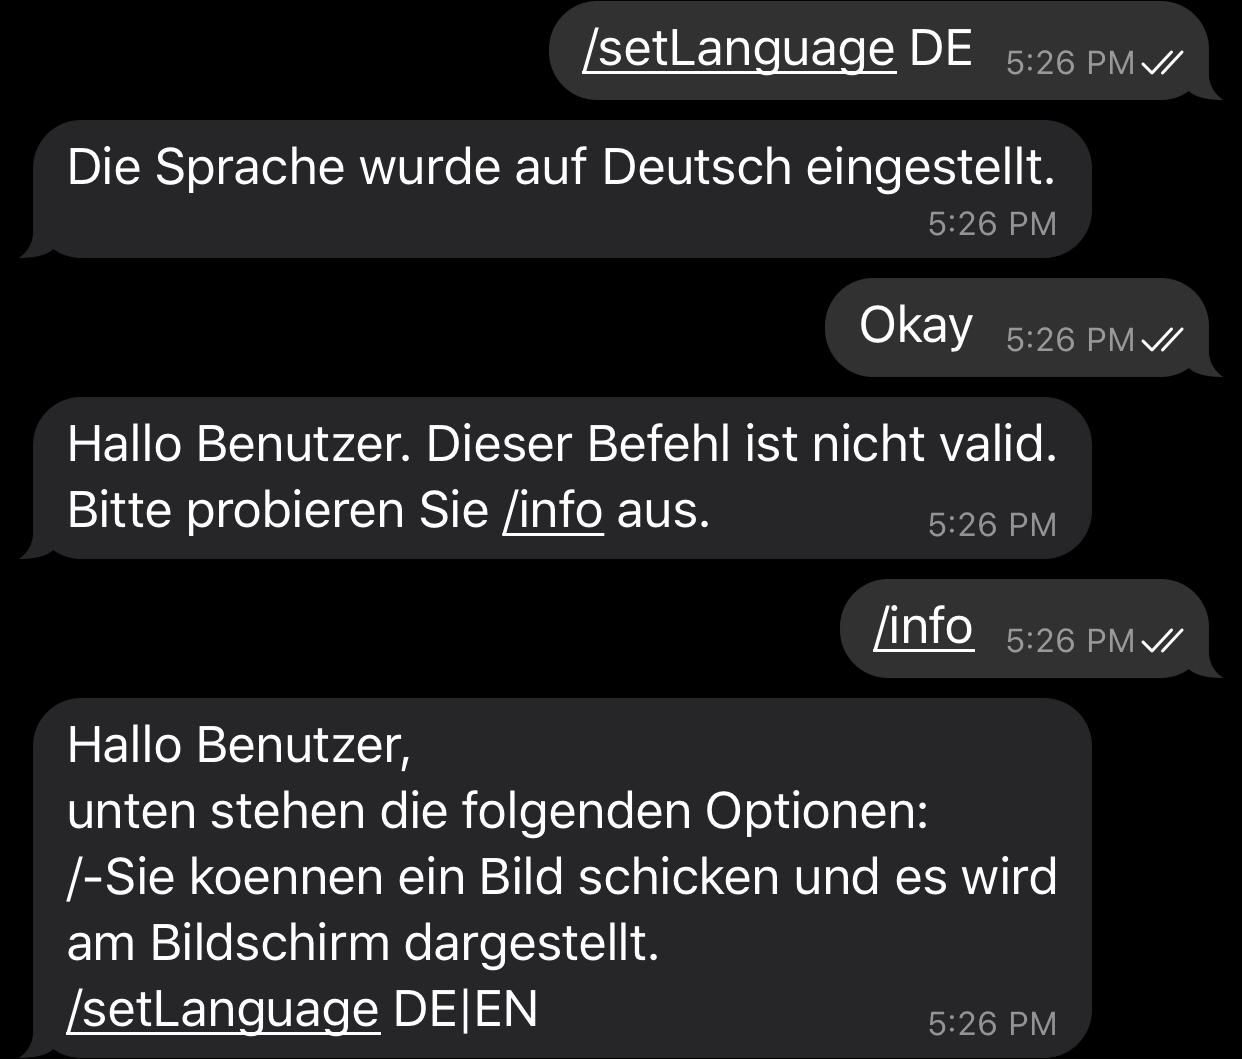 /setLanguage DE 5:26 PM
Die Sprache wurde auf Deutsch eingestellt.
5:26 PM
Okay 5:26 PM
Hallo Benutzer. Dieser Befehl ist nicht valid.
Bitte probieren Sie /info aus. 5:26 PM
/info 5:26 PM
Hallo Benutzer,
unten stehen die folgenden Optionen:
/-Sie koennen ein Bild schicken und es wird
am Bildschirm dargestellt.
/setLanguage DE|EN 5:26 PM